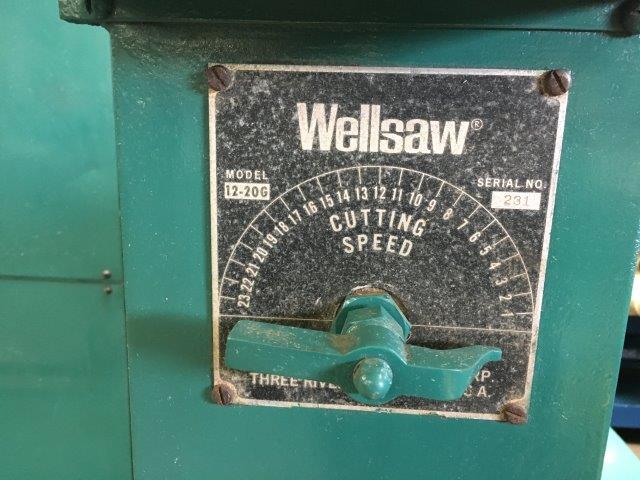 Wellsaw®
MODEL
12-20G
SERIAL NO.
231
23 22 21 20 19 18 17 16 15 14 13 12 11 10 9 8 7 6 5 4 3 2 1
CUTTING
SPEED
THREE
A.